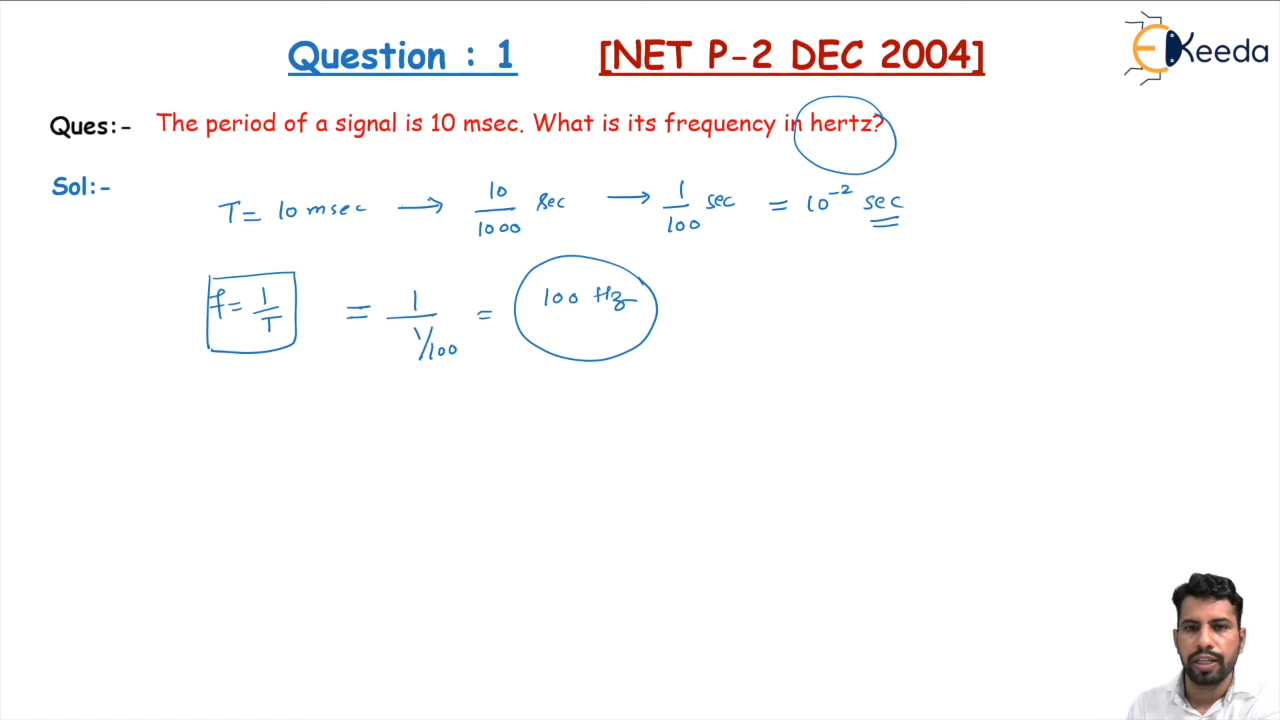 Question : 1 [NET P-2 DEC 2004]
EKeeda
Ques:- The period of a signal is 10 msec. What is its frequency in hertz?
Sol:-
T = 10 msec → 10/1000 sec → 1/100 sec = 10⁻² sec
f = 1/T = 1/(1/100) = 100 Hz